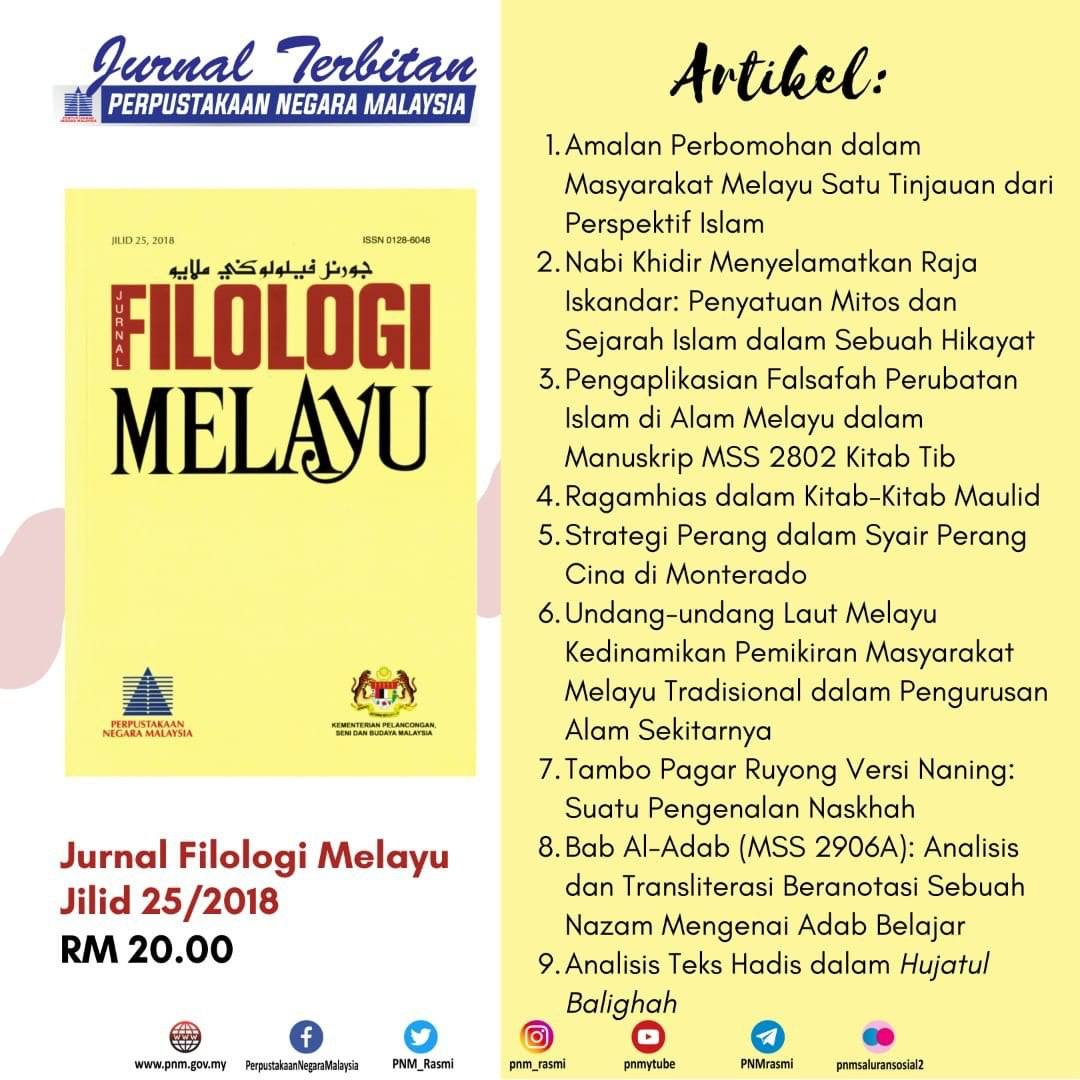 Jurnal Terbitan
PERPUSTAKAAN NEGARA MALAYSIA
PERPUSTAKAAN
NEGARA MALAYSIA
JILID 25, 2018
ISSN 0128-6048
جورنل فيلولوݢي ملايو
JURNAL
FILOLOGI
MELAYU
PERPUSTAKAAN
NEGARA MALAYSIA
KEMENTERIAN PELANCONGAN,
SENI DAN BUDAYA MALAYSIA
Jurnal Filologi Melayu
Jilid 25/2018
RM 20.00
Artikel:
1. Amalan Perbomohan dalam
Masyarakat Melayu Satu Tinjauan dari
Perspektif Islam
2. Nabi Khidir Menyelamatkan Raja
Iskandar: Penyatuan Mitos dan
Sejarah Islam dalam Sebuah Hikayat
3. Pengaplikasian Falsafah Perubatan
Islam di Alam Melayu dalam
Manuskrip MSS 2802 Kitab Tib
4. Ragamhias dalam Kitab-Kitab Maulid
5. Strategi Perang dalam Syair Perang
Cina di Monterado
6. Undang-undang Laut Melayu
Kedinamikan Pemikiran Masyarakat
Melayu Tradisional dalam Pengurusan
Alam Sekitarnya
7. Tambo Pagar Ruyong Versi Naning:
Suatu Pengenalan Naskhah
8. Bab Al-Adab (MSS 2906A): Analisis
dan Transliterasi Beranotasi Sebuah
Nazam Mengenai Adab Belajar
9. Analisis Teks Hadis dalam Hujatul
Balighah
www.pnm.gov.my
PerpustakaanNegaraMalaysia
PNM_Rasmi
pnm_rasmi
pnmytube
PNMrasmi
pnmsaluransosial2